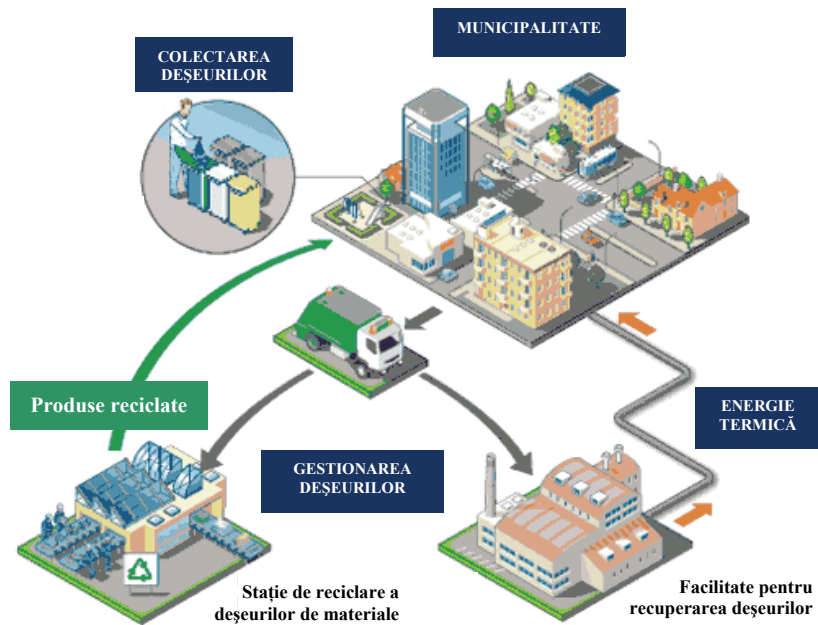 MUNICIPALITATE
COLECTAREA
DEŞEURILOR
Produse reciclate
ENERGIE
TERMICĂ
GESTIONAREA
DEŞEURILOR
Stație de reciclare a
deşeurilor de materiale
Facilitate pentru
recuperarea deşeurilor